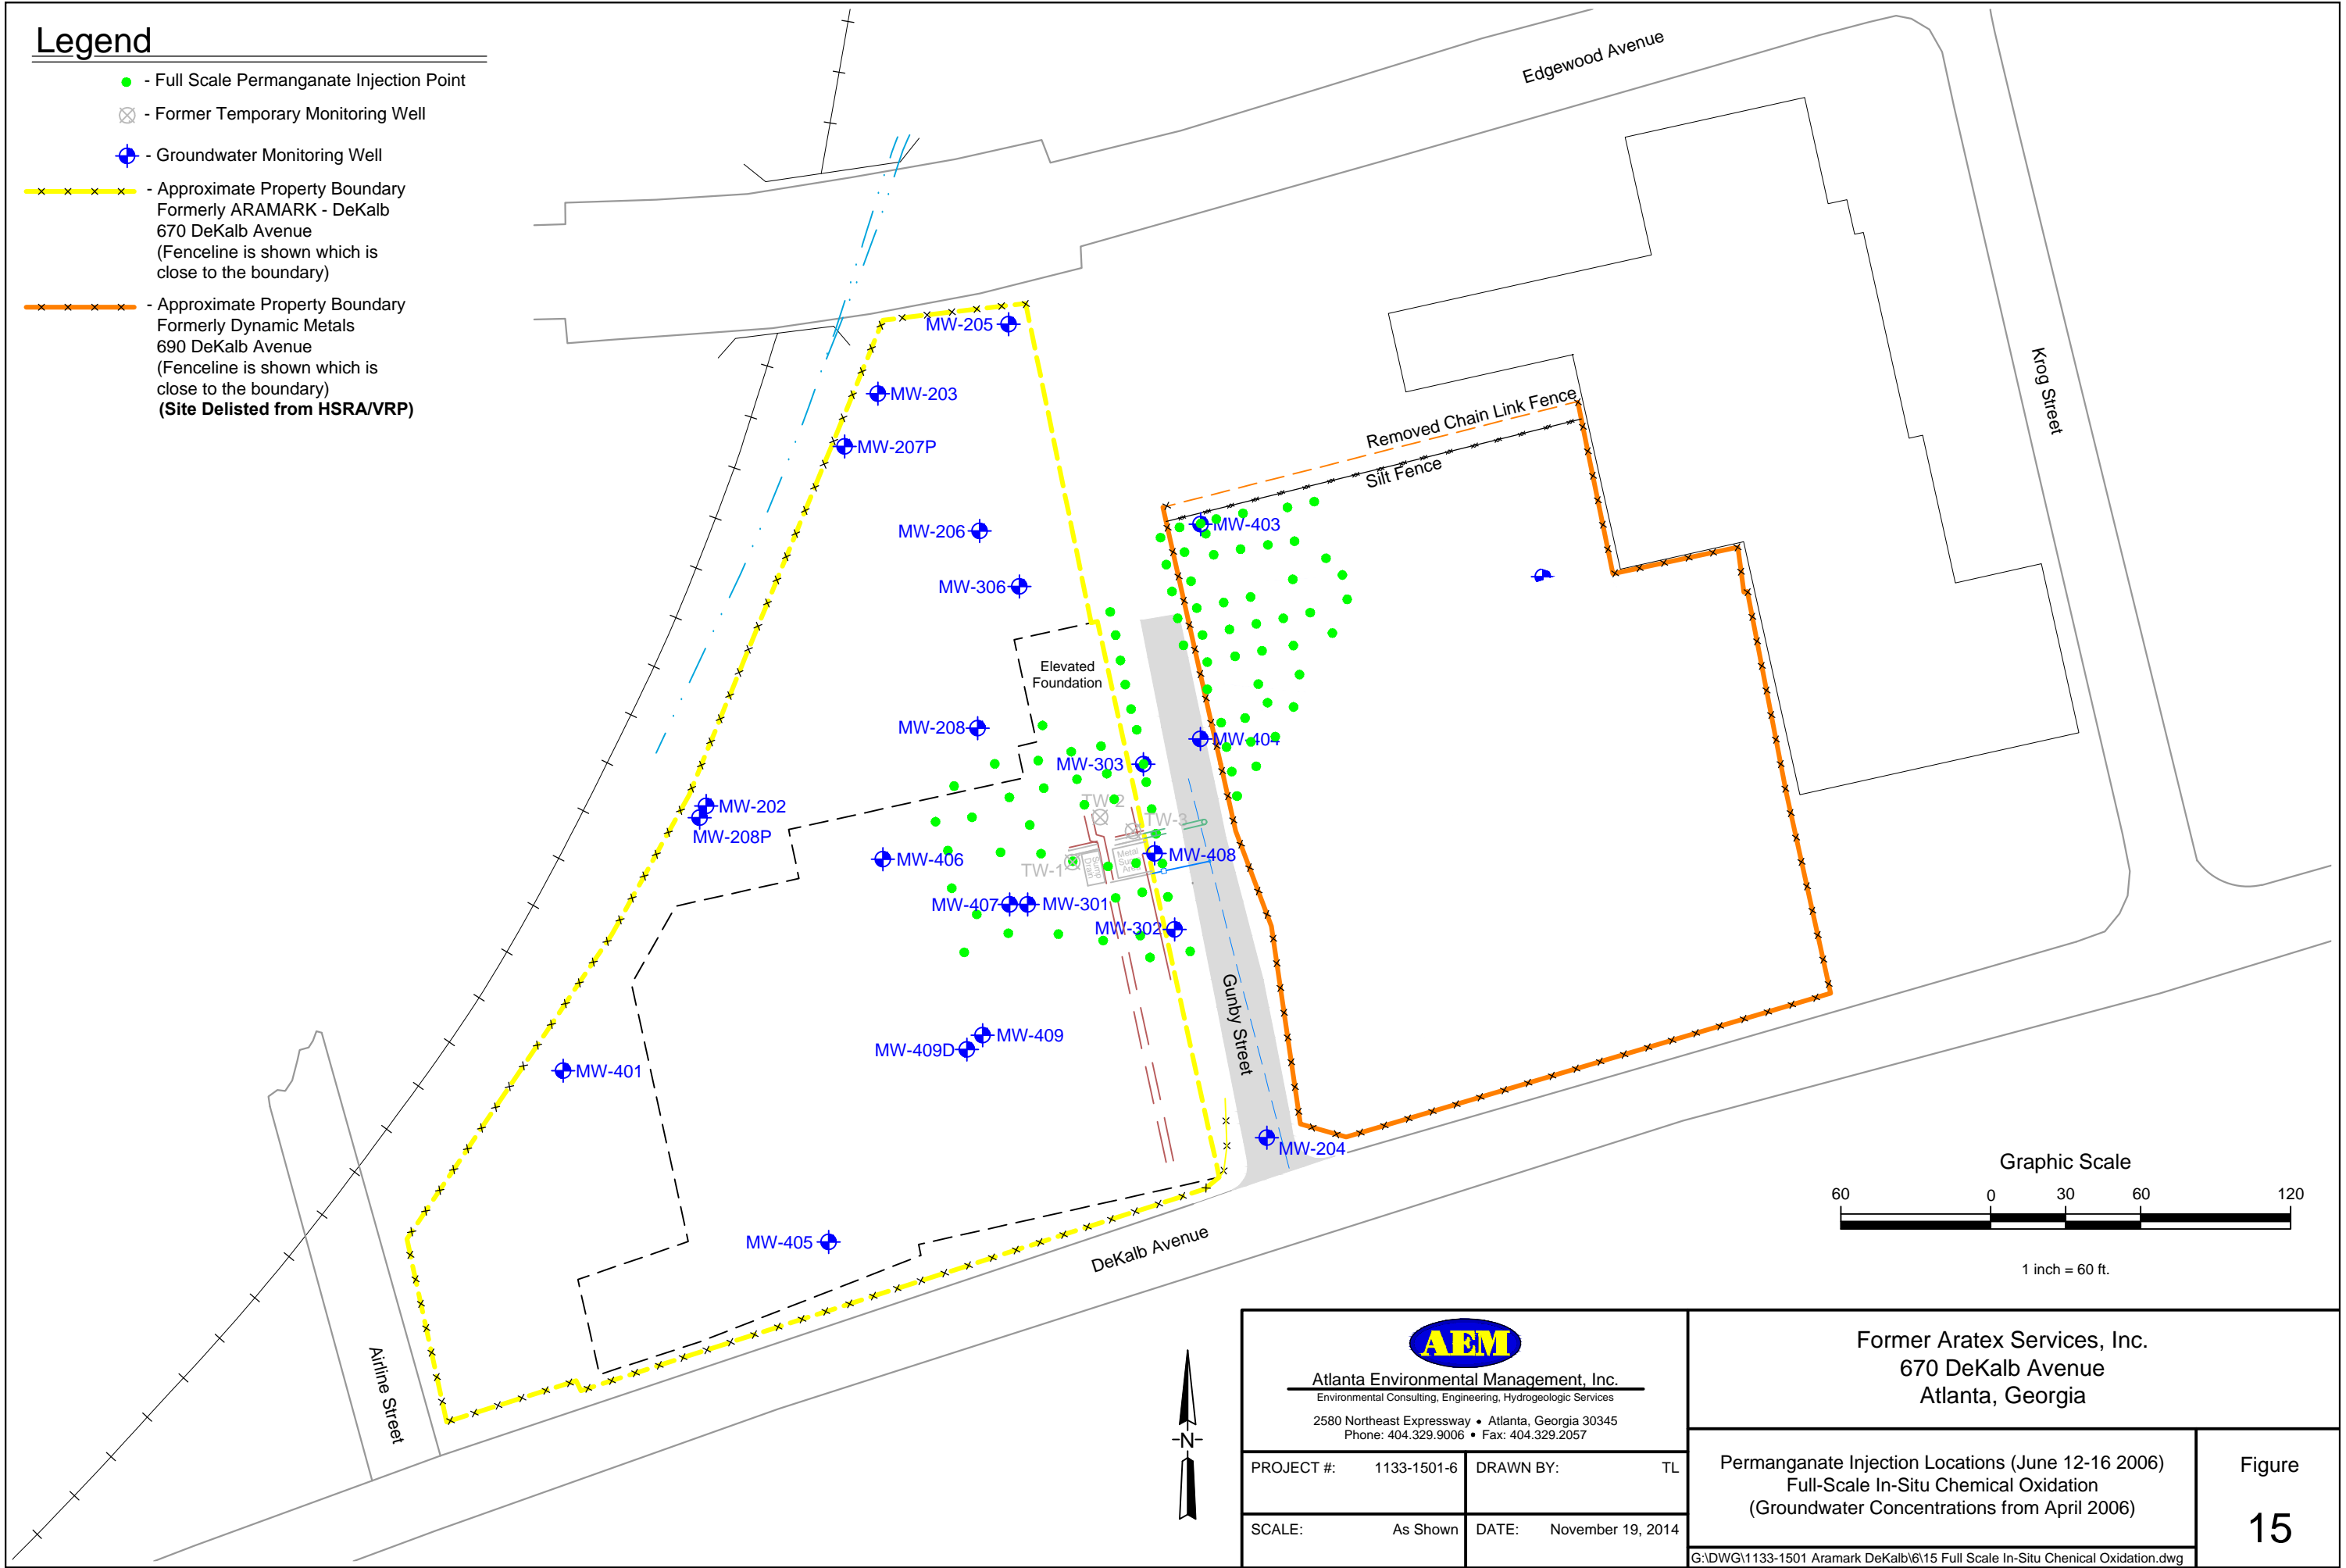 Legend
- Full Scale Permanganate Injection Point
- Former Temporary Monitoring Well
- Groundwater Monitoring Well
- Approximate Property Boundary
Formerly ARAMARK - DeKalb
670 DeKalb Avenue
(Fenceline is shown which is
close to the boundary)
- Approximate Property Boundary
Formerly Dynamic Metals
690 DeKalb Avenue
(Fenceline is shown which is
close to the boundary)
(Site Delisted from HSRA/VRP)
Edgewood Avenue
Krog Street
MW-205
MW-203
MW-207P
Removed Chain Link Fence
Silt Fence
MW-206
MW-403
MW-306
Elevated
Foundation
MW-208
MW-404
MW-303
MW-202
MW-208P
TW-2
TW-3
MW-406
TW-1
Sump
Drain
Metal
Sump
Area
MW-408
MW-407
MW-301
MW-302
Gunby Street
MW-409
MW-409D
MW-401
MW-204
MW-405
DeKalb Avenue
Airline Street
Graphic Scale
60 0 30 60 120
1 inch = 60 ft.
-N-
AEM
Atlanta Environmental Management, Inc.
Environmental Consulting, Engineering, Hydrogeologic Services
2580 Northeast Expressway • Atlanta, Georgia 30345
Phone: 404.329.9006 • Fax: 404.329.2057
PROJECT #: 1133-1501-6
DRAWN BY: TL
SCALE: As Shown
DATE: November 19, 2014
Former Aratex Services, Inc.
670 DeKalb Avenue
Atlanta, Georgia
Permanganate Injection Locations (June 12-16 2006)
Full-Scale In-Situ Chemical Oxidation
(Groundwater Concentrations from April 2006)
Figure
15
G:\DWG\1133-1501 Aramark DeKalb\6\15 Full Scale In-Situ Chenical Oxidation.dwg